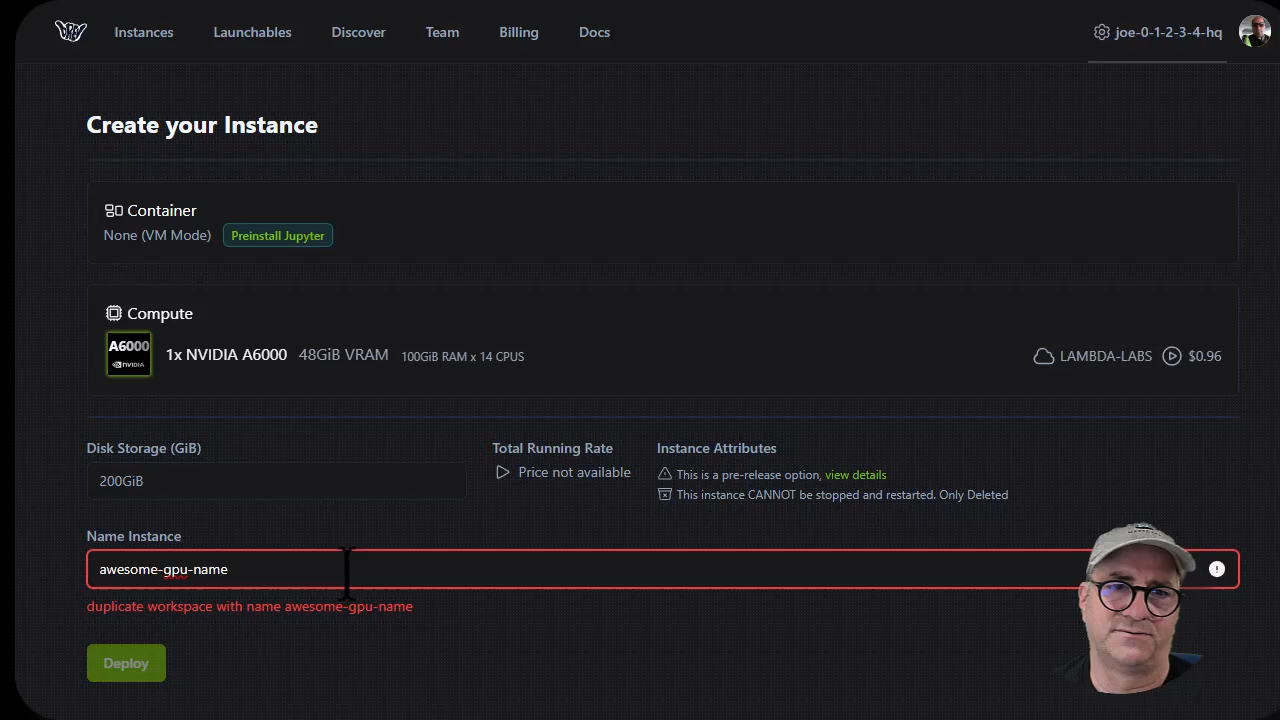 BREV Instances Launchables Discover Team Billing Docs joe-0-1-2-3-4-hq
Create your Instance
Container
None (VM Mode) Preinstall Jupyter
Compute
A6000
NVIDIA
1x NVIDIA A6000 48GiB VRAM 100GiB RAM x 14 CPUS LAMBDA-LABS $0.96
Disk Storage (GiB) Total Running Rate Instance Attributes
200GiB Price not available This is a pre-release option, view details
This instance CANNOT be stopped and restarted. Only Deleted
Name Instance
awesome-gpu-name
duplicate workspace with name awesome-gpu-name
Deploy